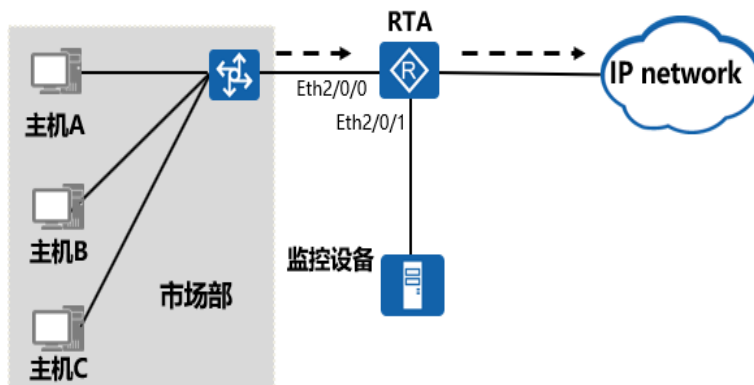 RTA
IP network
Eth2/0/0
Eth2/0/1
主机A
主机B
监控设备
市场部
主机C